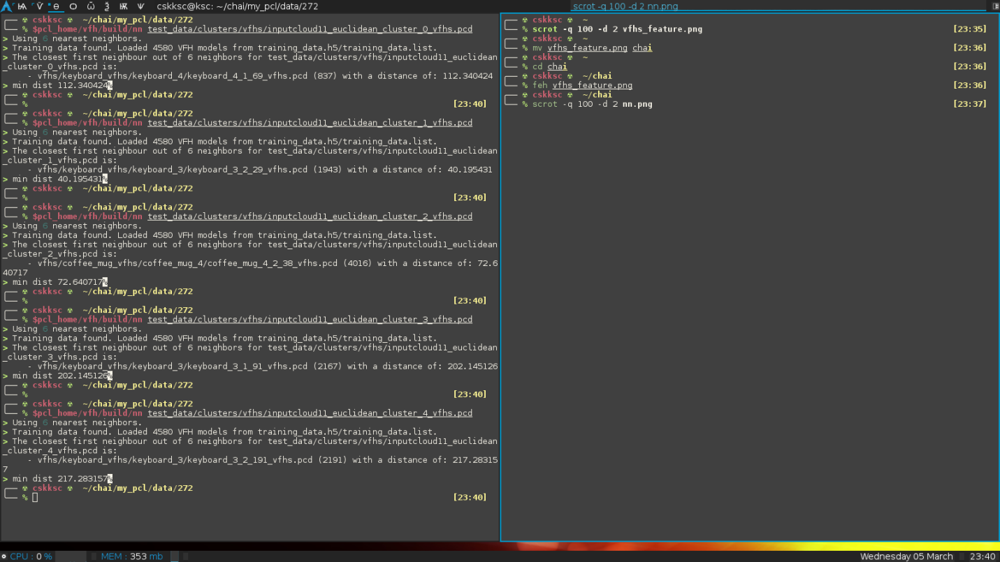 cskksc@ksc: ~/chai/my_pcl/data/272
scrot -q 100 -d 2 nn.png
cskksc ~/chai/my_pcl/data/272
% $pcl_home/vfh/build/nn test_data/clusters/vfhs/inputcloud11_euclidean_cluster_0_vfhs.pcd
> Using 6 nearest neighbors.
> Training data found. Loaded 4580 VFH models from training_data.h5/training_data.list.
> The closest first neighbour out of 6 neighbors for test_data/clusters/vfhs/inputcloud11_euclidean
_cluster_0_vfhs.pcd is:
- vfhs/keyboard_vfhs/keyboard_4/keyboard_4_1_69_vfhs.pcd (837) with a distance of: 112.340424
> min dist 112.340424%
cskksc ~/chai/my_pcl/data/272
% [23:40]
cskksc ~/chai/my_pcl/data/272
% $pcl_home/vfh/build/nn test_data/clusters/vfhs/inputcloud11_euclidean_cluster_1_vfhs.pcd
> Using 6 nearest neighbors.
> Training data found. Loaded 4580 VFH models from training_data.h5/training_data.list.
> The closest first neighbour out of 6 neighbors for test_data/clusters/vfhs/inputcloud11_euclidean
_cluster_1_vfhs.pcd is:
- vfhs/keyboard_vfhs/keyboard_3/keyboard_3_2_29_vfhs.pcd (1943) with a distance of: 40.195431
> min dist 40.195431%
cskksc ~/chai/my_pcl/data/272
% [23:40]
cskksc ~/chai/my_pcl/data/272
% $pcl_home/vfh/build/nn test_data/clusters/vfhs/inputcloud11_euclidean_cluster_2_vfhs.pcd
> Using 6 nearest neighbors.
> Training data found. Loaded 4580 VFH models from training_data.h5/training_data.list.
> The closest first neighbour out of 6 neighbors for test_data/clusters/vfhs/inputcloud11_euclidean
_cluster_2_vfhs.pcd is:
- vfhs/coffee_mug_vfhs/coffee_mug_4/coffee_mug_4_2_38_vfhs.pcd (4016) with a distance of: 72.6
40717
> min dist 72.640717%
cskksc ~/chai/my_pcl/data/272
% [23:40]
cskksc ~/chai/my_pcl/data/272
% $pcl_home/vfh/build/nn test_data/clusters/vfhs/inputcloud11_euclidean_cluster_3_vfhs.pcd
> Using 6 nearest neighbors.
> Training data found. Loaded 4580 VFH models from training_data.h5/training_data.list.
> The closest first neighbour out of 6 neighbors for test_data/clusters/vfhs/inputcloud11_euclidean
_cluster_3_vfhs.pcd is:
- vfhs/keyboard_vfhs/keyboard_3/keyboard_3_1_91_vfhs.pcd (2167) with a distance of: 202.145126
> min dist 202.145126%
cskksc ~/chai/my_pcl/data/272
% [23:40]
cskksc ~/chai/my_pcl/data/272
% $pcl_home/vfh/build/nn test_data/clusters/vfhs/inputcloud11_euclidean_cluster_4_vfhs.pcd
> Using 6 nearest neighbors.
> Training data found. Loaded 4580 VFH models from training_data.h5/training_data.list.
> The closest first neighbour out of 6 neighbors for test_data/clusters/vfhs/inputcloud11_euclidean
_cluster_4_vfhs.pcd is:
- vfhs/keyboard_vfhs/keyboard_3/keyboard_3_2_191_vfhs.pcd (2191) with a distance of: 217.28315
7
> min dist 217.283157%
cskksc ~/chai/my_pcl/data/272
% [23:40]
cskksc ~
% scrot -q 100 -d 2 vfhs_feature.png [23:35]
cskksc ~
% mv vfhs_feature.png chai [23:36]
cskksc ~
% cd chai [23:36]
cskksc ~/chai
% feh vfhs_feature.png [23:36]
cskksc ~/chai
% scrot -q 100 -d 2 nn.png [23:37]
CPU : 0 % MEM : 353 mb Wednesday 05 March 23:40